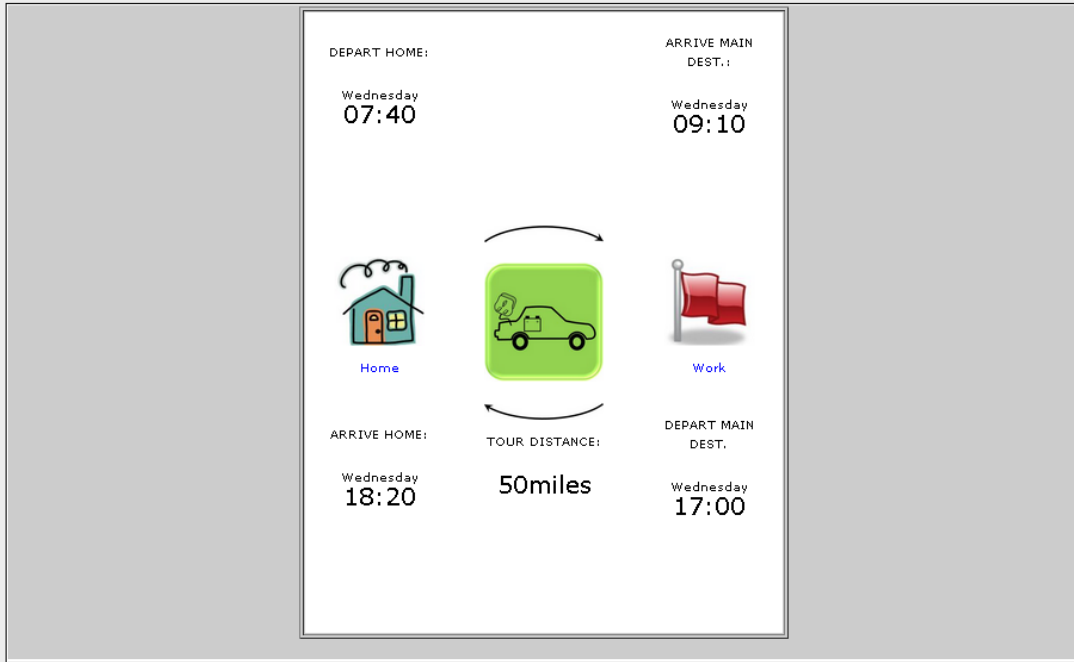 DEPART HOME:
Wednesday
07:40
ARRIVE MAIN
DEST.:
Wednesday
09:10
Home
Work
ARRIVE HOME:
Wednesday
18:20
TOUR DISTANCE:
50miles
DEPART MAIN
DEST.
Wednesday
17:00